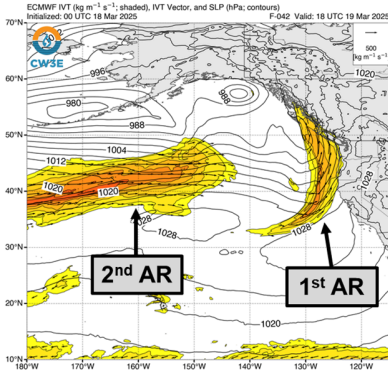 ECMWF IVT (kg m⁻¹ s⁻¹; shaded), IVT Vector, and SLP (hPa; contours)
Initialized: 00 UTC 18 Mar 2025 F-042 Valid: 18 UTC 19 Mar 2025
70°N
60°N
50°N
40°N
30°N
20°N
10°N
CW3E
500
[kg m⁻¹ s⁻¹]
996
980
988
988
1020
1004
1012
1020
1020
1028
1028
1028
1028
1020
2nd AR
1st AR
180°W 170°W 160°W 150°W 140°W 130°W 120°W